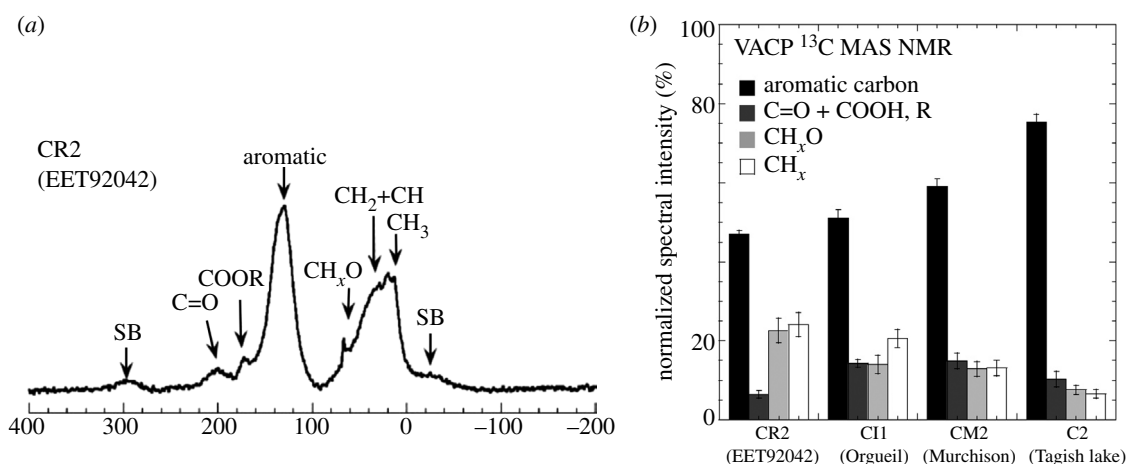 (a)
CR2
(EET92042)
aromatic
CH₂+CH
CH₃
CHₓO
COOR
C=O
SB
SB
400 300 200 100 0 –100 –200
(b)
normalized spectral intensity (%)
100
80
20
0
VACP ¹³C MAS NMR
aromatic carbon
C=O + COOH, R
CHₓO
CHₓ
CR2 CI1 CM2 C2
(EET92042) (Orgueil) (Murchison) (Tagish lake)